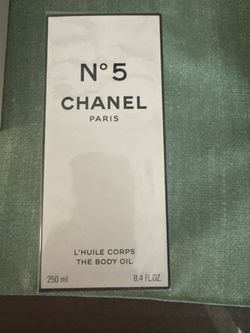 N°5
CHANEL
PARIS
L'HUILE CORPS
THE BODY OIL
250 ml 8.4 FL.OZ.